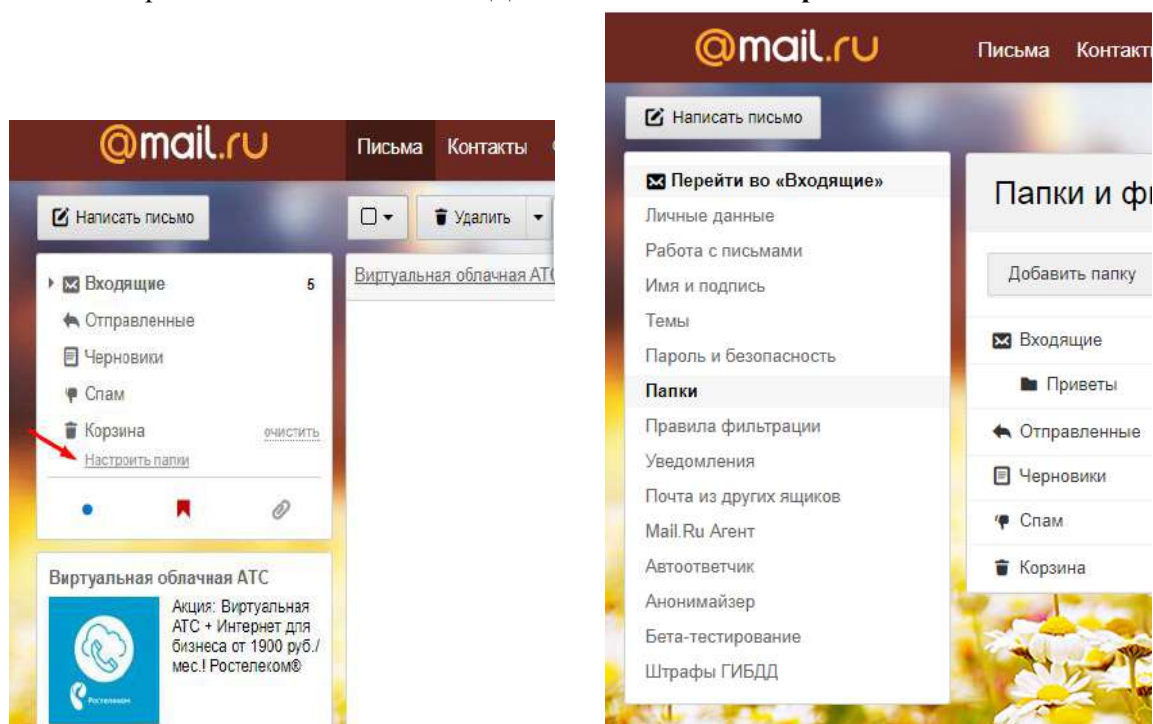 @mail.ru
Письма Контакты
Написать письмо
Удалить
Входящие 5
Виртуальная облачная АТС
Отправленные
Черновики
Спам
Корзина очистить
Настроить папки
Виртуальная облачная АТС
Акция: Виртуальная
АТС + Интернет для
бизнеса от 1900 руб./
мес.! Ростелеком®
Ростелеком
@mail.ru
Письма Контакт
Написать письмо
Перейти во «Входящие»
Личные данные
Работа с письмами
Имя и подпись
Темы
Пароль и безопасность
Папки
Правила фильтрации
Уведомления
Почта из других ящиков
Mail.Ru Агент
Автоответчик
Анонимайзер
Бета-тестирование
Штрафы ГИБДД
Папки и ф
Добавить папку
Входящие
Приветы
Отправленные
Черновики
Спам
Корзина